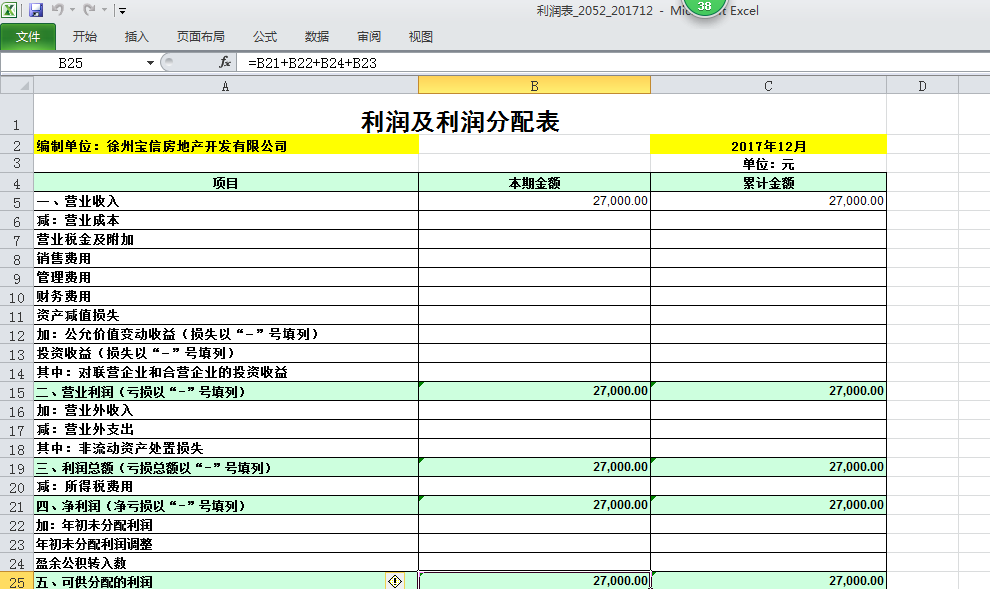 利润表_2052_201712 - Mi
t Excel
38
文件 开始 插入 页面布局 公式 数据 审阅 视图
B25 fx =B21+B22+B24+B23
A B C D
1 利润及利润分配表
2 编制单位：徐州宝信房地产开发有限公司 2017年12月
3 单位：元
4 项目 本期金额 累计金额
5 一、营业收入 27,000.00 27,000.00
6 减：营业成本
7 营业税金及附加
8 销售费用
9 管理费用
10 财务费用
11 资产减值损失
12 加：公允价值变动收益（损失以“-”号填列）
13 投资收益（损失以“-”号填列）
14 其中：对联营企业和合营企业的投资收益
15 二、营业利润（亏损以“-”号填列） 27,000.00 27,000.00
16 加：营业外收入
17 减：营业外支出
18 其中：非流动资产处置损失
19 三、利润总额（亏损总额以“-”号填列） 27,000.00 27,000.00
20 减：所得税费用
21 四、净利润（净亏损以“-”号填列） 27,000.00 27,000.00
22 加：年初未分配利润
23 年初未分配利润调整
24 盈余公积转入数
25 五、可供分配的利润 27,000.00 27,000.00